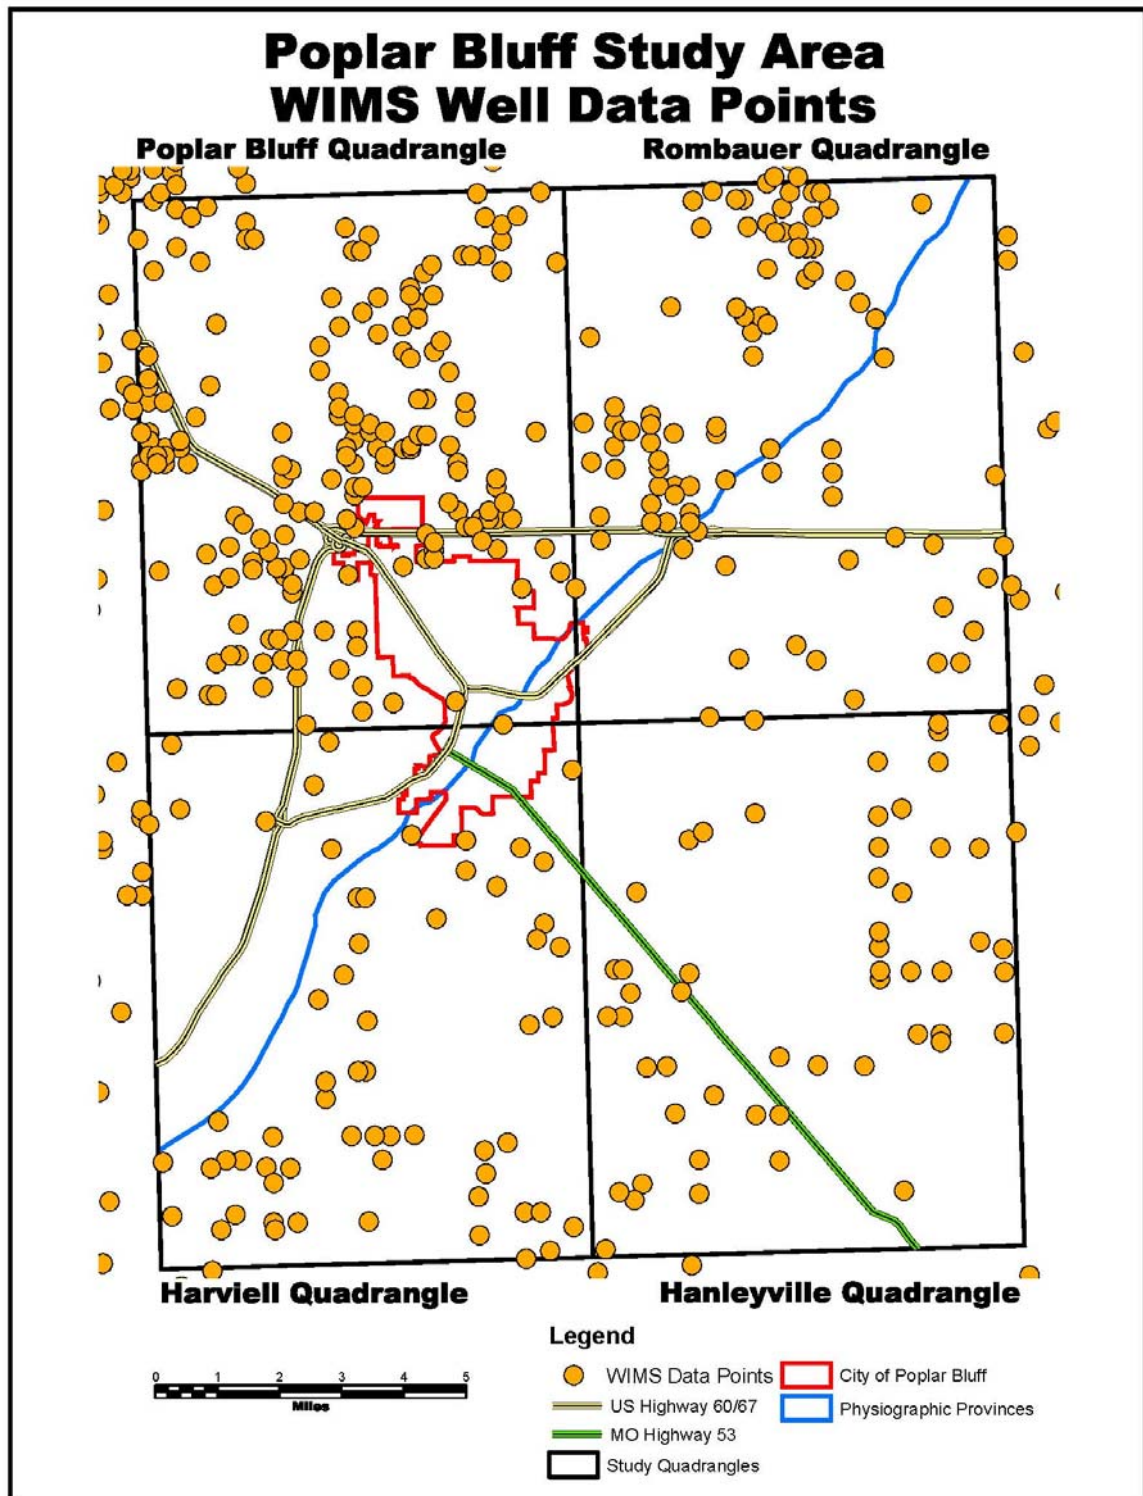 Poplar Bluff Study Area
WIMS Well Data Points
Poplar Bluff Quadrangle
Rombauer Quadrangle
Harviell Quadrangle
Hanleyville Quadrangle
Legend
WIMS Data Points
City of Poplar Bluff
US Highway 60/67
Physiographic Provinces
MO Highway 53
Study Quadrangles
0 1 2 3 4 5
Miles